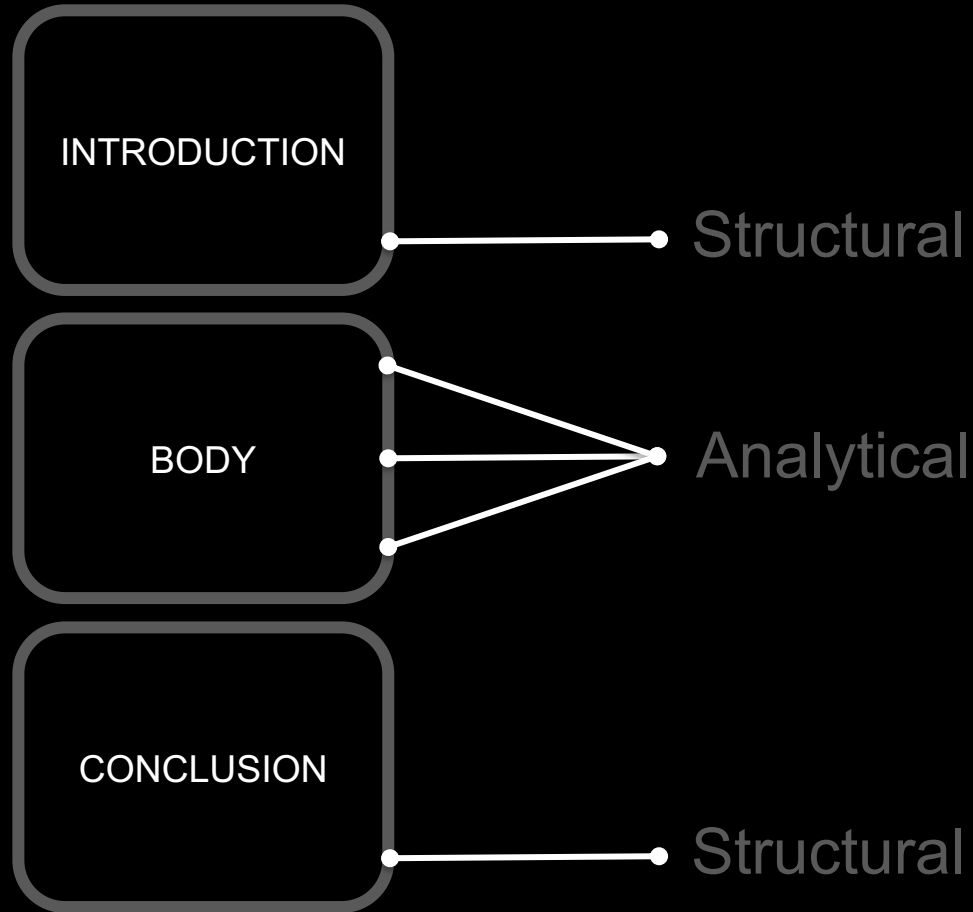 INTRODUCTION
Structural
BODY
Analytical
CONCLUSION
Structural